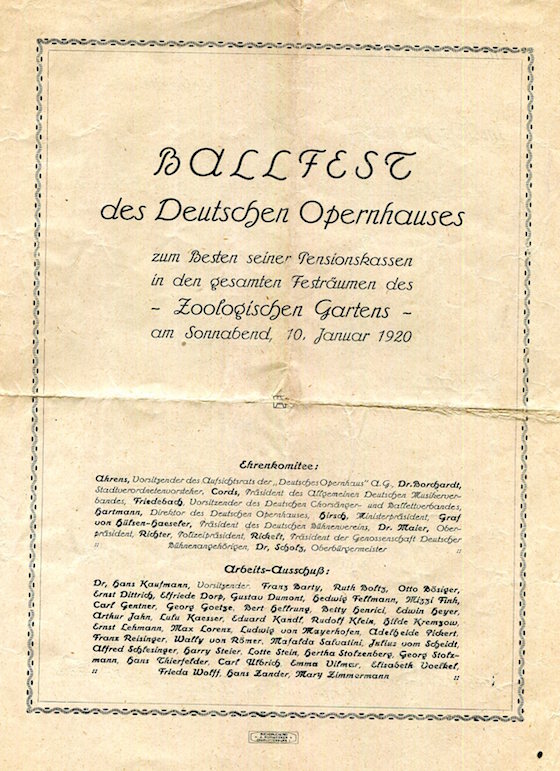 BALLFEST
des Deutschen Opernhauses
zum Besten seiner Pensionskassen
in den gesamten Festräumen des
- Zoologischen Gartens -
am Sonnabend, 10. Januar 1920
Ehrenkomitee:
Ahrens, Vorsitzender des Aufsichtsrats der „Deutsches Opernhaus" A.G., Dr. Borchardt,
Stadtverordnetenvorsteher, Cords, Präsident des Allgemeinen Deutschen Musikerver-
bandes, Friedebach, Vorsitzender des Deutschen Chorsänger- und Ballettverbandes,
Hartmann, Direktor des Deutschen Opernhauses, Hirsch, Ministerpräsident, Graf
von Hülsen-Haeseler, Präsident des Deutschen Bühnenvereins, Dr. Maier, Ober-
präsident, Richter, Polizeipräsident, Rickelt, Präsident der Genossenschaft Deutscher
Bühnenangehörigen, Dr. Scholz, Oberbürgermeister
Arbeits-Ausschuß:
Dr. Hans Kaufmann, Vorsitzender. Franz Barty, Ruth Boltz, Otto Bösiger,
Ernst Dittrich, Elfriede Dorp, Gustav Dumont, Hedwig Fellmann, Mizzi Fink,
Carl Gentner, Georg Goetze, Bert Hellrung, Betty Henrici, Edwin Heyer,
Arthur Jahn, Lulu Kaesser, Eduard Kandl, Rudolf Klein, Hilde Kremzow,
Ernst Lehmann, Max Lorenz, Ludwig von Mayerhofen, Adelheide Pickert,
Franz Reisinger, Wally von Römer, Mafalda Salvatini, Julius vom Scheidt,
Alfred Schlesinger, Harry Steier, Lotte Stein, Hertha Stolzenberg, Georg Stolz-
mann, Hans Thierfelder, Carl Ulbrich, Emma Vilmar, Elisabeth Voelkel,
Frieda Wolff, Hans Zander, Mary Zimmermann